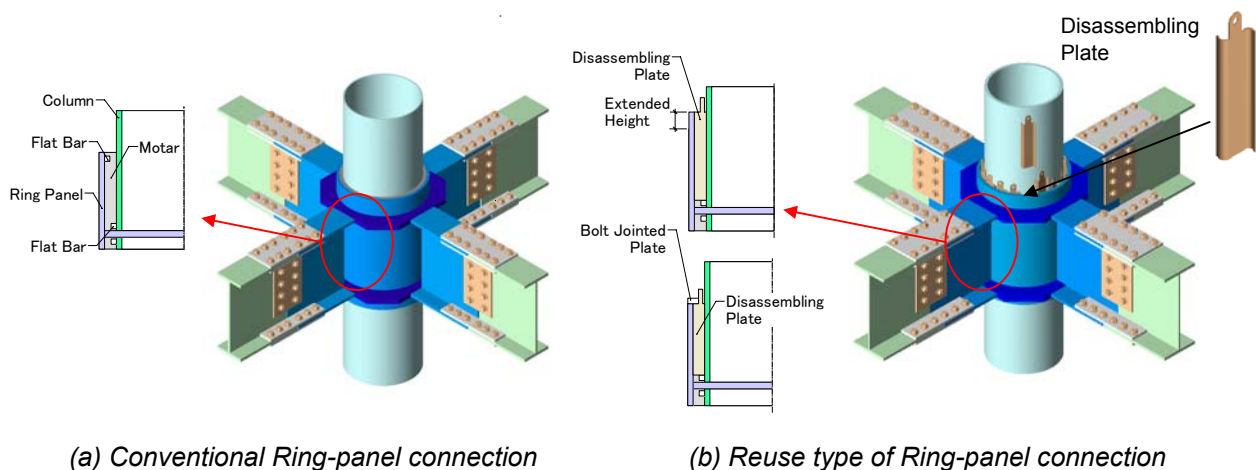 Column
Flat Bar
Motar
Ring Panel
Flat Bar
Disassembling
Plate
Extended
Height
Bolt Jointed
Plate
Disassembling
Plate
Disassembling
Plate
(a) Conventional Ring-panel connection
(b) Reuse type of Ring-panel connection